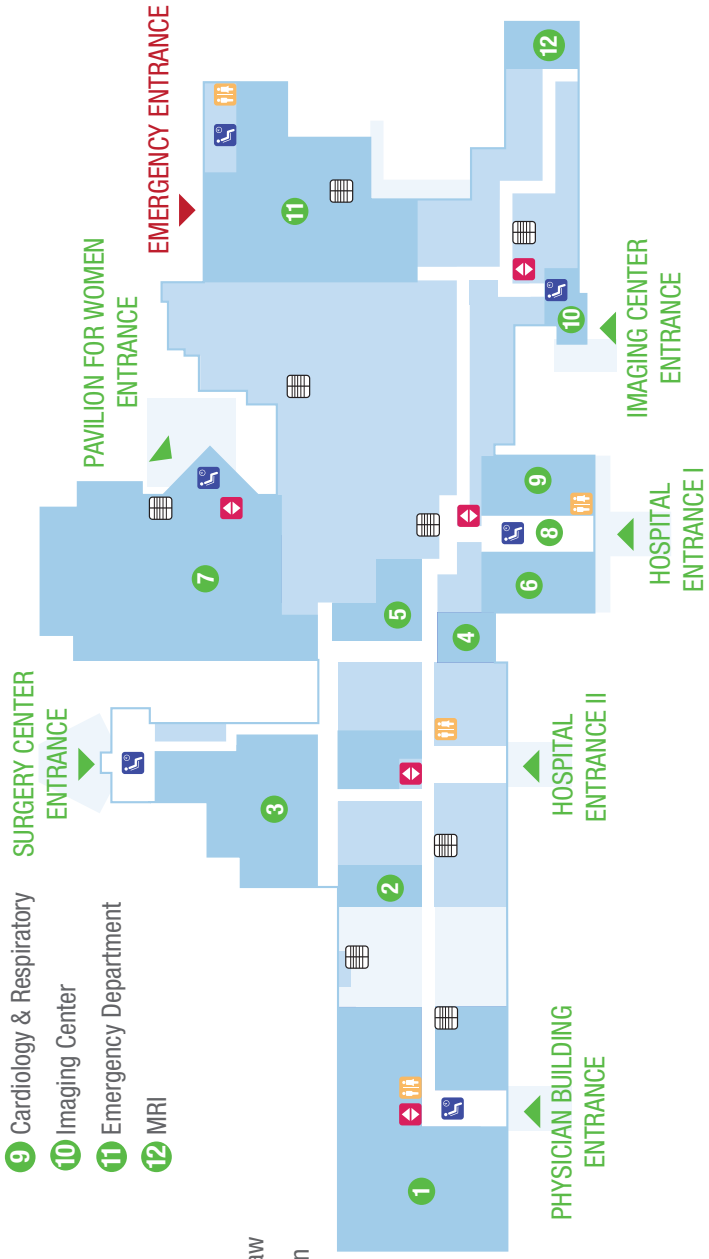 9 Cardiology & Respiratory
10 Imaging Center
11 Emergency Department
12 MRI
aw
n
SURGERY CENTER
ENTRANCE
PAVILION FOR WOMEN
ENTRANCE
EMERGENCY ENTRANCE
7
3
11
2
5
1
4
6
9
12
8
10
PHYSICIAN BUILDING
ENTRANCE
HOSPITAL
ENTRANCE II
HOSPITAL
ENTRANCE I
IMAGING CENTER
ENTRANCE